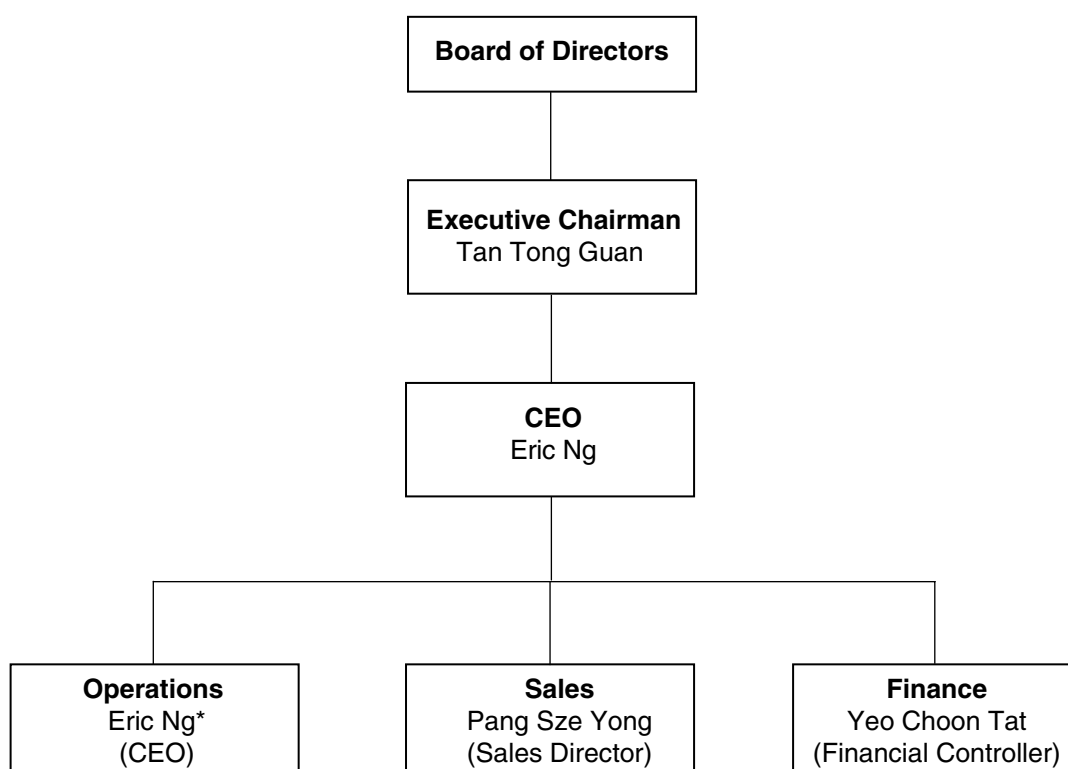 Board of Directors
Executive Chairman
Tan Tong Guan
CEO
Eric Ng
Operations
Eric Ng*
(CEO)
Sales
Pang Sze Yong
(Sales Director)
Finance
Yeo Choon Tat
(Financial Controller)